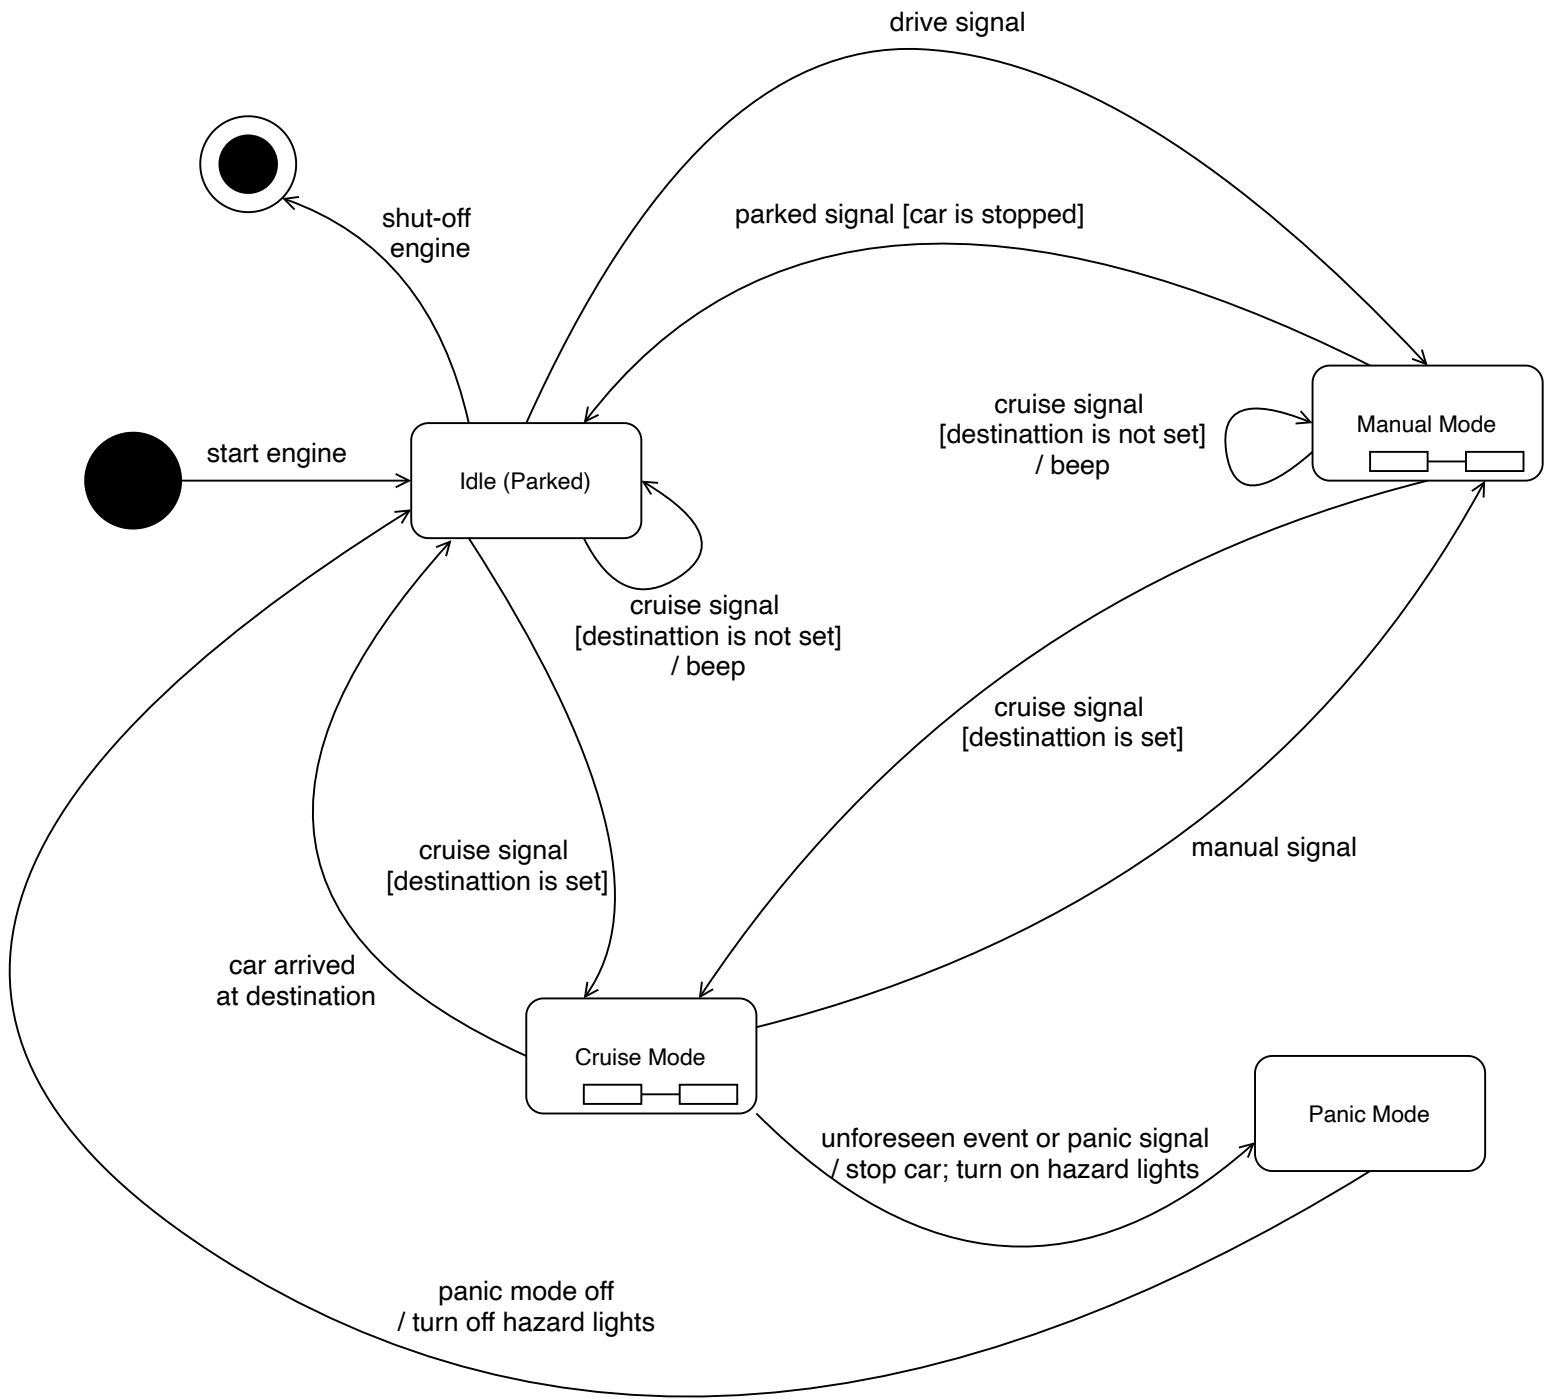 drive signal
shut-off
engine
parked signal [car is stopped]
start engine
Idle (Parked)
cruise signal
[destinattion is not set]
/ beep
Manual Mode
cruise signal
[destinattion is not set]
/ beep
cruise signal
[destinattion is set]
manual signal
cruise signal
[destinattion is set]
car arrived
at destination
Cruise Mode
Panic Mode
unforeseen event or panic signal
/ stop car; turn on hazard lights
panic mode off
/ turn off hazard lights